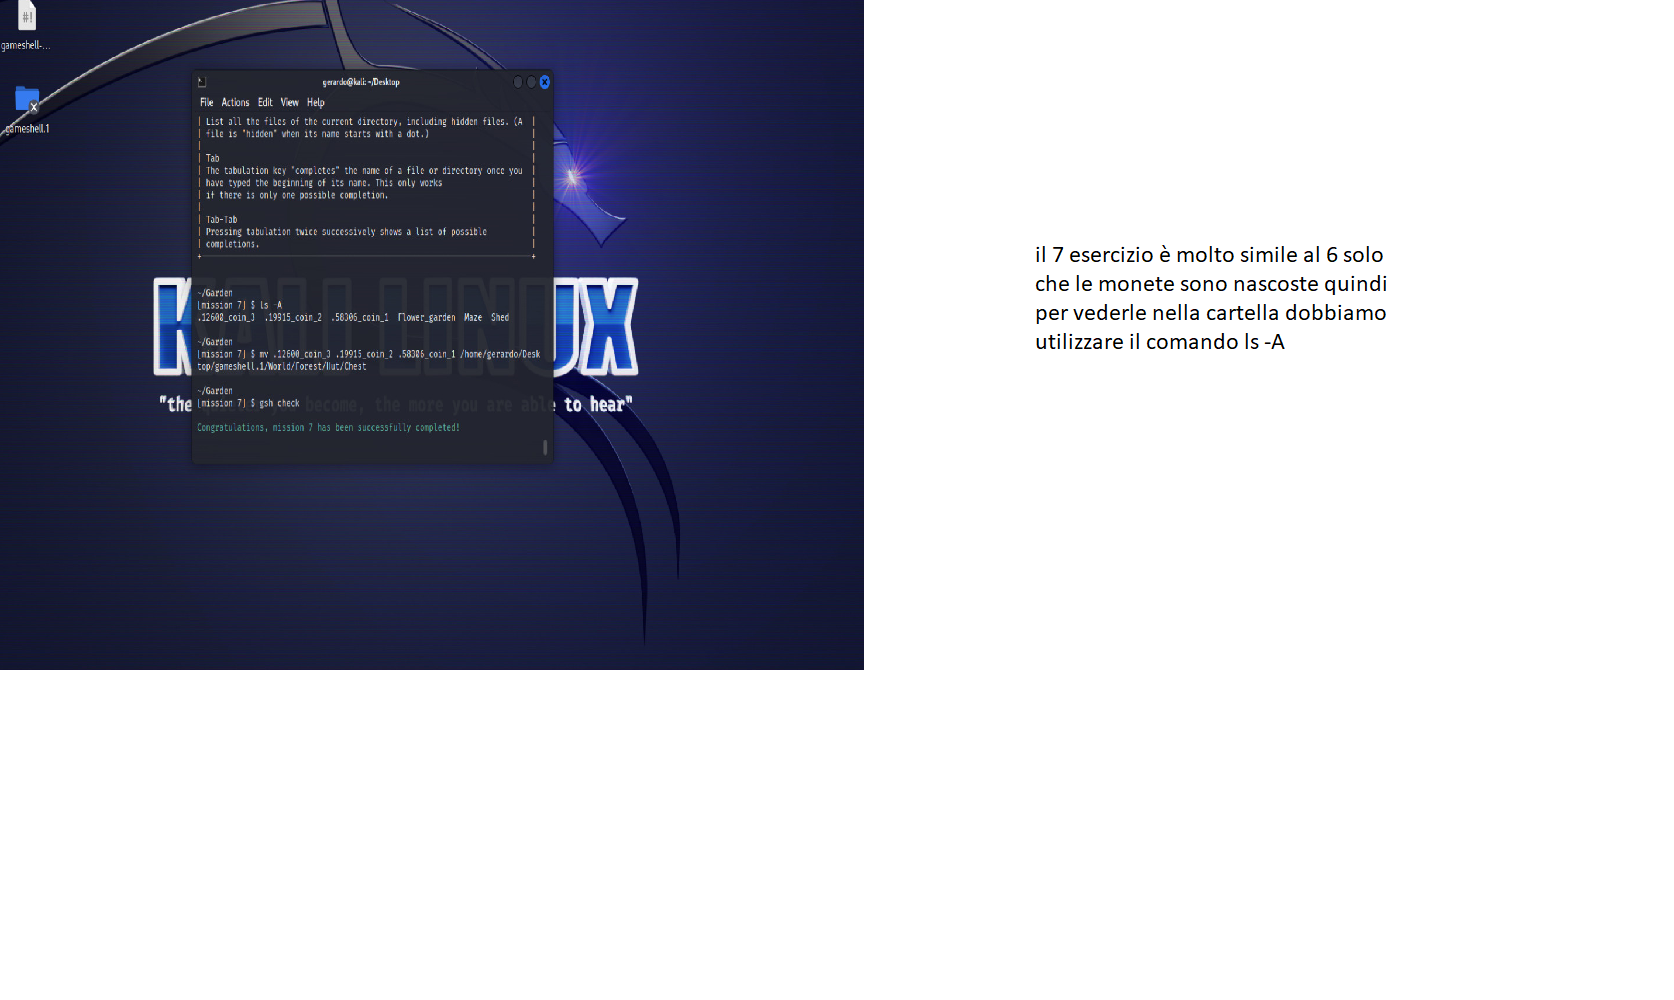 gameshell-...
gameshell.1
gerardo@kali: ~/Desktop
File Actions Edit View Help
| List all the files of the current directory, including hidden files. (A |
| file is "hidden" when its name starts with a dot.) |
| |
| Tab |
| The tabulation key "completes" the name of a file or directory once you |
| have typed the beginning of its name. This only works |
| if there is only one possible completion. |
| |
| Tab-Tab |
| Pressing tabulation twice successively shows a list of possible |
| completions. |
~/Garden
[mission 7] $ ls -A
.12600_coin_3 .19915_coin_2 .58306_coin_1 Flower_garden Maze Shed
~/Garden
[mission 7] $ mv .12600_coin_3 .19915_coin_2 .58306_coin_1 /home/gerardo/Desk
top/gameshell.1/World/Forest/Hut/Chest
~/Garden
[mission 7] $ gsh check
Congratulations, mission 7 has been successfully completed!
KALI LINUX
"the quieter you become, the more you are able to hear"
il 7 esercizio è molto simile al 6 solo
che le monete sono nascoste quindi
per vederle nella cartella dobbiamo
utilizzare il comando ls -A